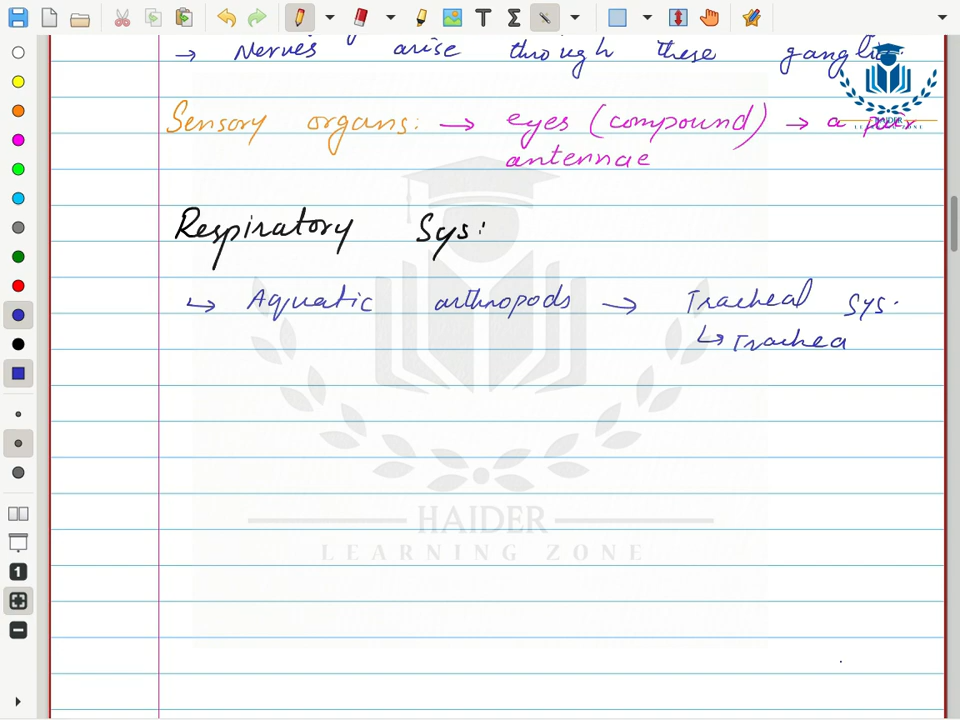 → Nerves arise through these
Sensory organs: → eyes (compound) → a pair
antennae
Respiratory Sys:
↳ Aquatic arthropods → Tracheal Sys.
↳ Trachea
HAIDER
LEARNING ZONE